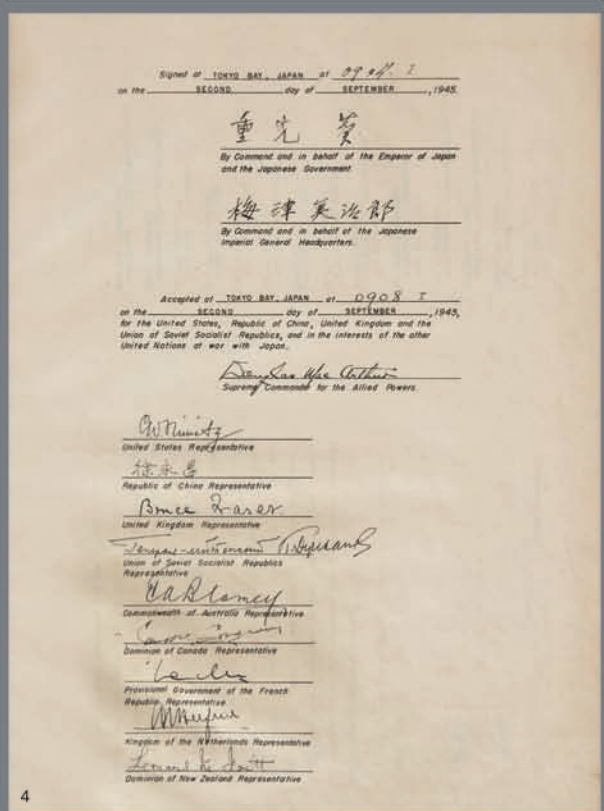 Signed at TOKYO BAY, JAPAN at 0904 I
on the SECOND day of SEPTEMBER, 1945.
重光 葵
By Command and in behalf of the Emperor of Japan
and the Japanese Government.
梅津美治郎
By Command and in behalf of the Japanese
Imperial General Headquarters.
Accepted at TOKYO BAY, JAPAN at 0908 I
on the SECOND day of SEPTEMBER, 1945,
for the United States, Republic of China, United Kingdom and the
Union of Soviet Socialist Republics, and in the interests of the other
United Nations at war with Japan.
Douglas MacArthur
Supreme Commander for the Allied Powers.
C W Nimitz
United States Representative
徐永昌
Republic of China Representative
Bruce Fraser.
United Kingdom Representative
Union of Soviet Socialist Republics
Representative
T A Blamey
Commonwealth of Australia Representative
Dominion of Canada Representative
Provisional Government of the French
Republic Representative
Kingdom of the Netherlands Representative
Dominion of New Zealand Representative
4